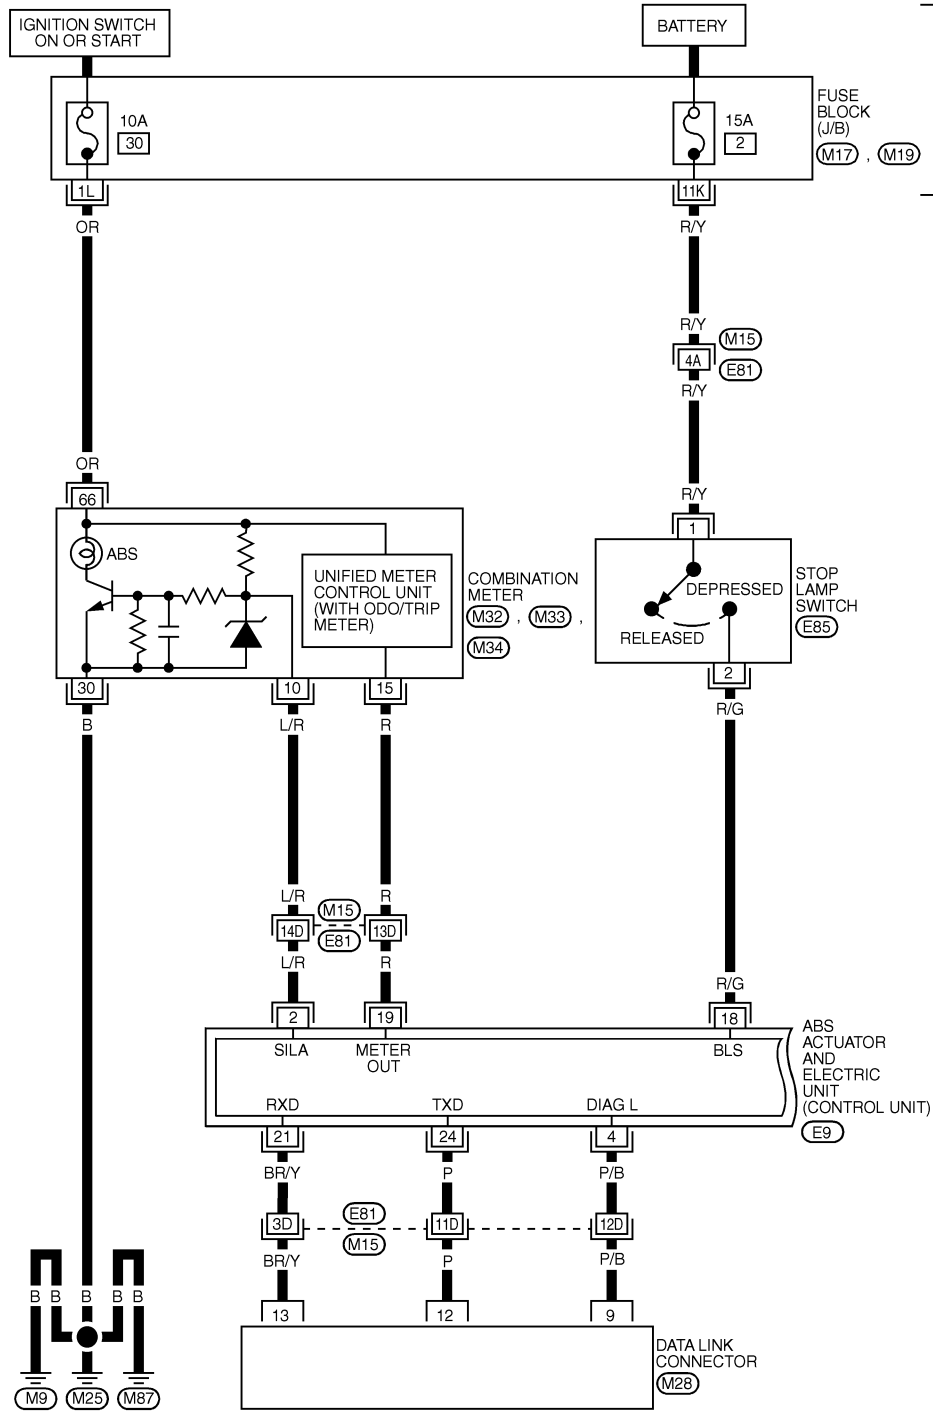 IGNITION SWITCH
ON OR START
BATTERY
10A
30
15A
2
FUSE
BLOCK
(J/B)
M17 , M19
1L
11K
OR
R/Y
R/Y
M15
4A
E81
R/Y
OR
R/Y
66
1
ABS
UNIFIED METER
CONTROL UNIT
(WITH ODO/TRIP
METER)
COMBINATION
METER
M32 , M33 ,
M34
DEPRESSED
RELEASED
STOP
LAMP
SWITCH
E85
30
10
15
2
B
L/R
R
R/G
L/R
R
M15
14D
13D
E81
L/R
R
R/G
2
19
18
SILA
METER
OUT
BLS
ABS
ACTUATOR
AND
ELECTRIC
UNIT
(CONTROL UNIT)
E9
RXD
TXD
DIAG L
21
24
4
BR/Y
P
P/B
E81
3D
11D
12D
M15
BR/Y
P
P/B
B
B
B
B
B
13
12
9
DATA LINK
CONNECTOR
M28
M9
M25
M87